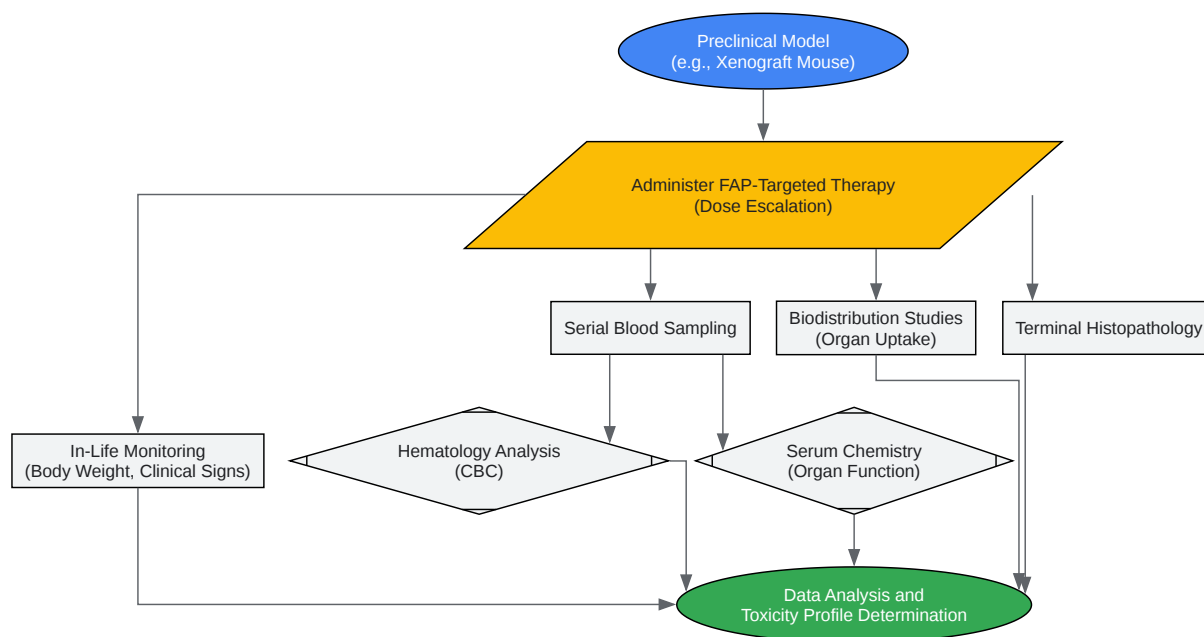 Preclinical Model
(e.g., Xenograft Mouse)
Administer FAP-Targeted Therapy
(Dose Escalation)
Serial Blood Sampling
Biodistribution Studies
(Organ Uptake)
Terminal Histopathology
In-Life Monitoring
(Body Weight, Clinical Signs)
Hematology Analysis
(CBC)
Serum Chemistry
(Organ Function)
Data Analysis and
Toxicity Profile Determination